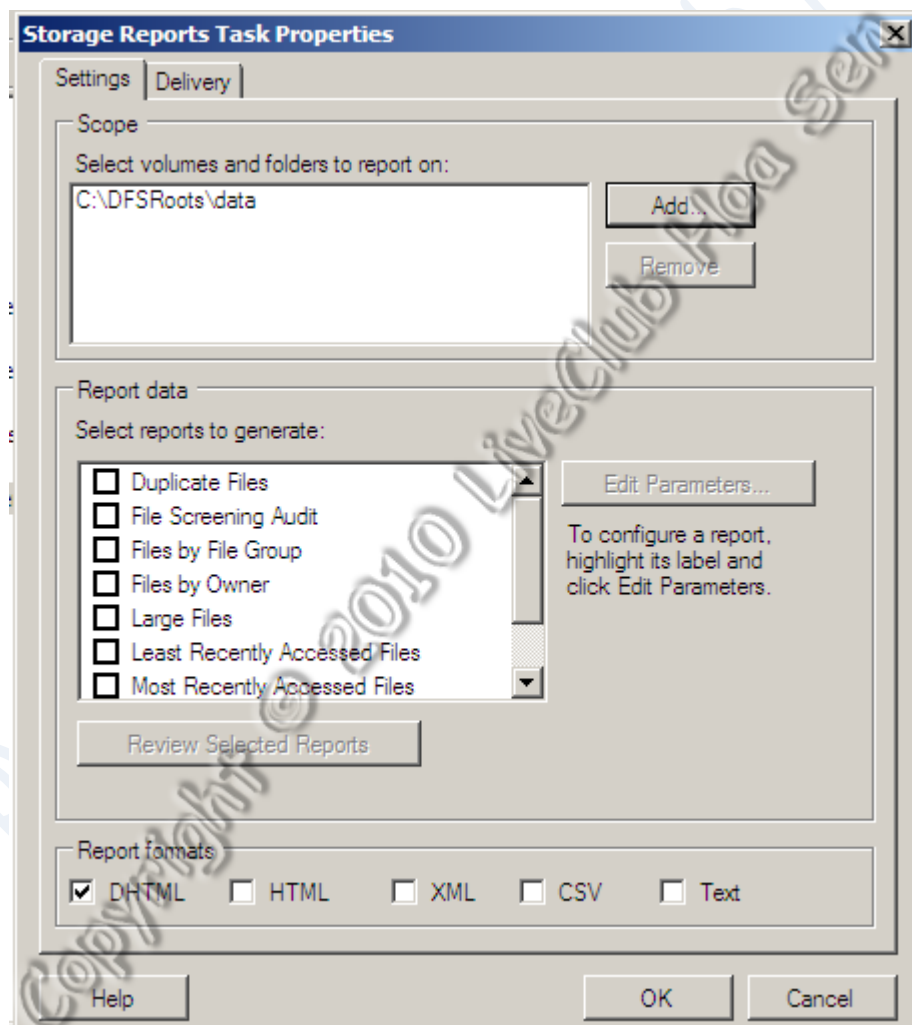 Storage Reports Task Properties
Settings Delivery
Scope
Select volumes and folders to report on:
C:\DFSRoots\data
Add...
Remove
Report data
Select reports to generate:
Duplicate Files
File Screening Audit
Files by File Group
Files by Owner
Large Files
Least Recently Accessed Files
Most Recently Accessed Files
Edit Parameters...
To configure a report,
highlight its label and
click Edit Parameters.
Review Selected Reports
Report formats
DHTML HTML XML CSV Text
Help OK Cancel
Copyright © 2010 LiveClub Hoa Sen